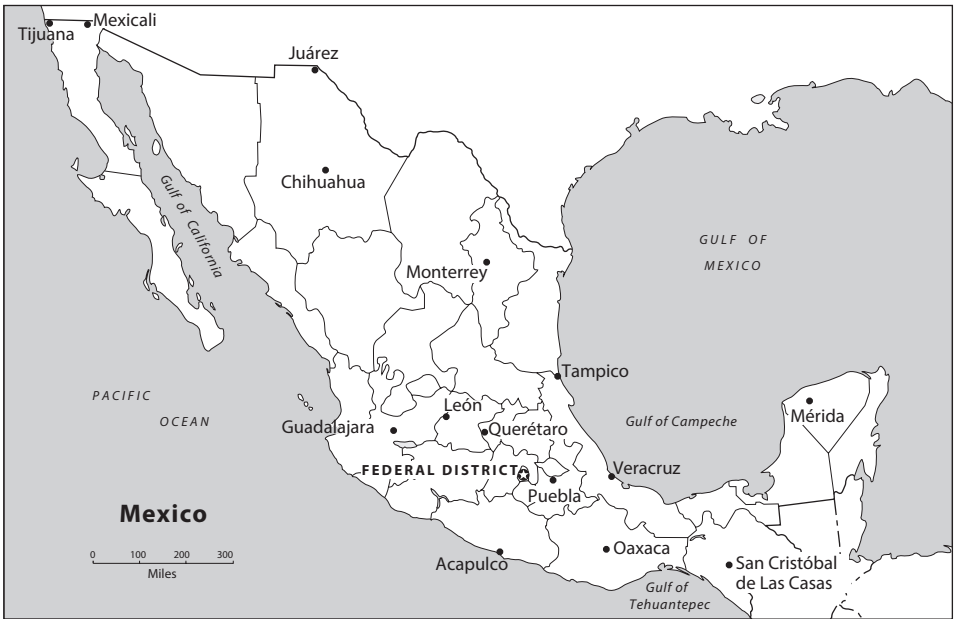 Mexicali
Tijuana
Juárez
Chihuahua
Gulf of California
GULF OF
MEXICO
Monterrey
Tampico
PACIFIC
OCEAN
León
Guadalajara
Querétaro
Gulf of Campeche
Mérida
FEDERAL DISTRICT
Veracruz
Puebla
Mexico
0 100 200 300
Miles
Acapulco
Oaxaca
San Cristóbal
de Las Casas
Gulf of
Tehuantepec